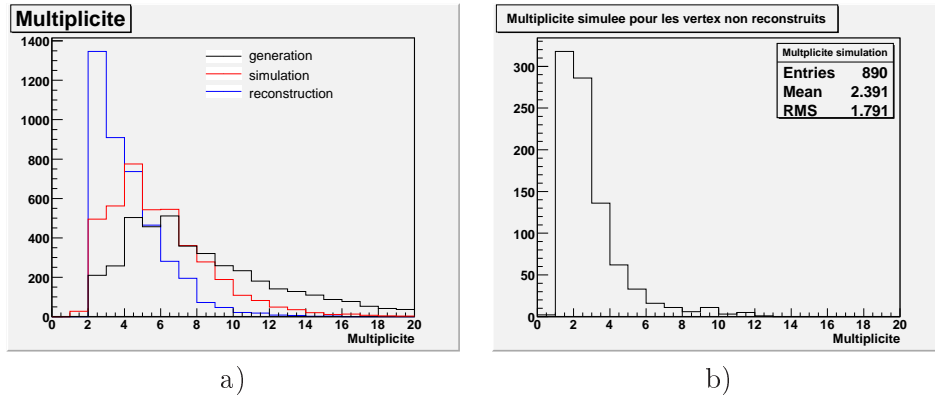 Multiplicite
1400
1200
1000
800
600
400
200
0
generation
simulation
reconstruction
0 2 4 6 8 10 12 14 16 18 20
Multiplicite
a)
Multiplicite simulee pour les vertex non reconstruits
300
250
200
150
100
50
0
Multplicite simulation
Entries 890
Mean 2.391
RMS 1.791
0 2 4 6 8 10 12 14 16 18 20
Multiplicite
b)